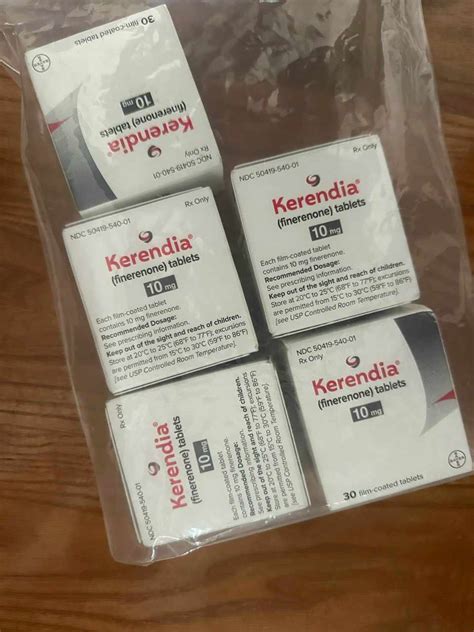 30 film-coated tablets
BAYER
10 mg
(finerenone) tablets
Kerendia®
Rx Only
NDC 50419-540-01
NDC 50419-540-01
Rx Only
Kerendia®
(finerenone) tablets
10 mg
Each film-coated tablet
contains 10 mg finerenone.
Recommended Dosage:
See prescribing information.
Keep out of the sight and reach of children.
Store at 20°C to 25°C (68°F to 77°F); excursions
are permitted from 15°C to 30°C (59°F to 86°F)
[see USP Controlled Room Temperature].
NDC 50419-540-01
Rx Only
Kerendia®
(finerenone) tablets
10 mg
Each film-coated tablet
contains 10 mg finerenone.
Recommended Dosage:
See prescribing information.
Keep out of the sight and reach of children.
Store at 20°C to 25°C (68°F to 77°F); excursions
are permitted from 15°C to 30°C (59°F to 86°F)
[see USP Controlled Room Temperature].
NDC 50419-540-01
Rx Only
Kerendia®
(finerenone) tablets
10 mg
Each film-coated tablet
contains 10 mg finerenone.
Recommended Dosage:
See prescribing information.
Keep out of the sight and reach of children.
Store at 20°C to 25°C (68°F to 77°F); excursions
are permitted from 15°C to 30°C (59°F to 86°F)
[see USP Controlled Room Temperature].
NDC 50419-540-01
Rx Only
Kerendia®
(finerenone) tablets
10 mg
30 film-coated tablets